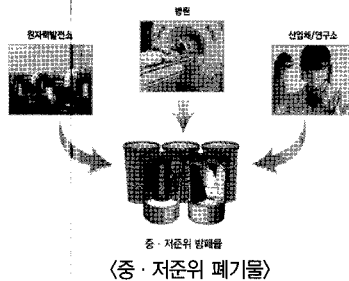 병원
원자력발전소
산업체/연구소
중 · 저준위 방폐물
〈중 · 저준위 폐기물〉